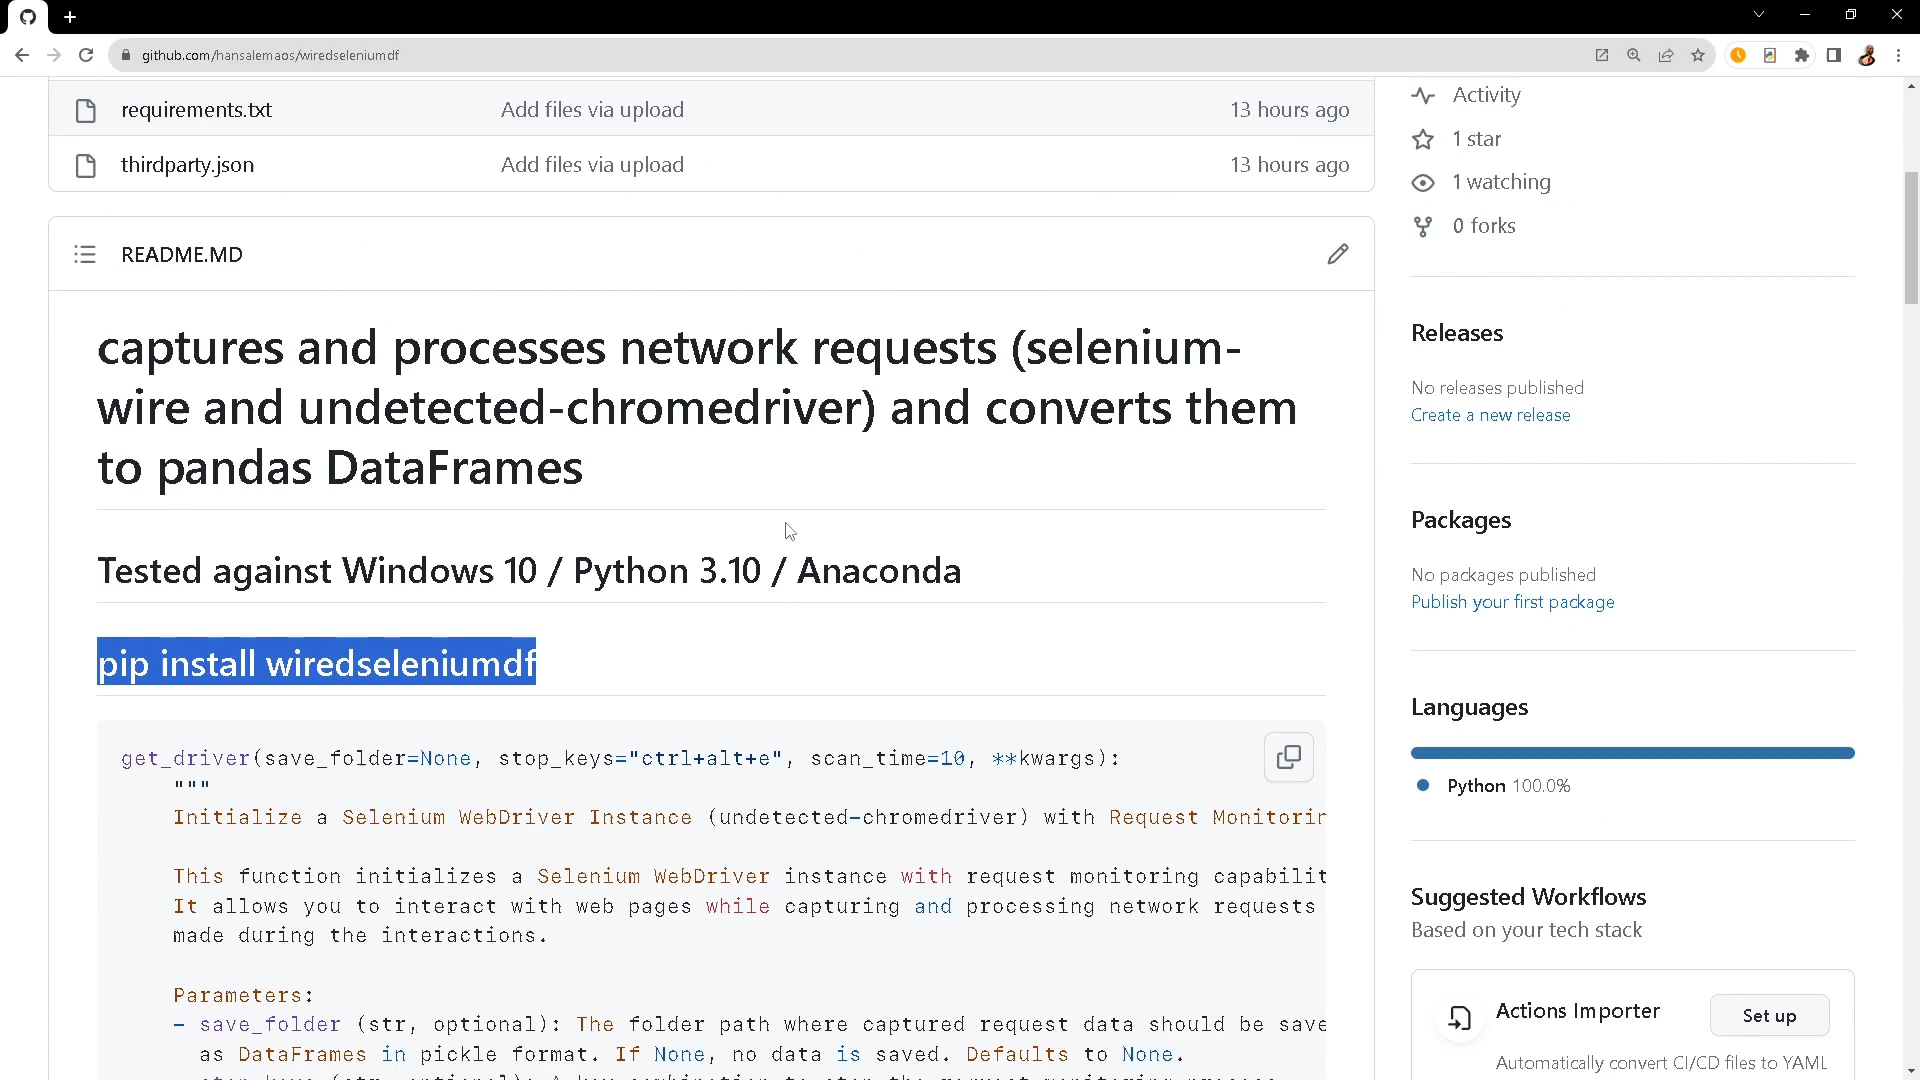 github.com/hansalemaos/wiredseleniumdf
requirements.txt Add files via upload 13 hours ago
thirdparty.json Add files via upload 13 hours ago
README.MD
captures and processes network requests (selenium-
wire and undetected-chromedriver) and converts them
to pandas DataFrames
Tested against Windows 10 / Python 3.10 / Anaconda
pip install wiredseleniumdf
get_driver(save_folder=None, stop_keys="ctrl+alt+e", scan_time=10, **kwargs):
"""
Initialize a Selenium WebDriver Instance (undetected-chromedriver) with Request Monitorin
This function initializes a Selenium WebDriver instance with request monitoring capabilit
It allows you to interact with web pages while capturing and processing network requests
made during the interactions.
Parameters:
- save_folder (str, optional): The folder path where captured request data should be save
as DataFrames in pickle format. If None, no data is saved. Defaults to None.
Activity
1 star
1 watching
0 forks
Releases
No releases published
Create a new release
Packages
No packages published
Publish your first package
Languages
Python 100.0%
Suggested Workflows
Based on your tech stack
Actions Importer
Set up
Automatically convert CI/CD files to YAML